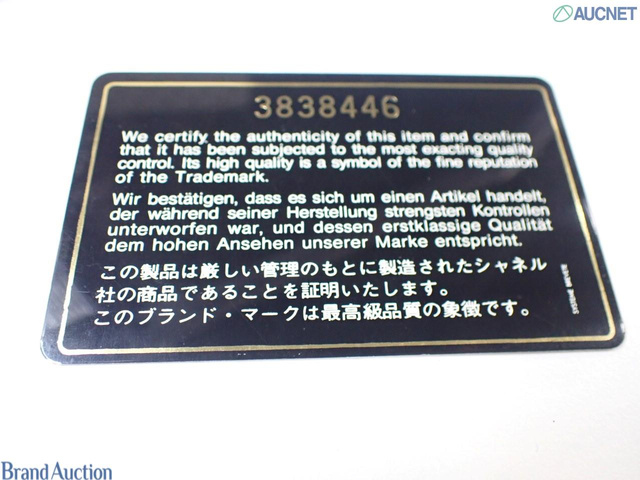 AUCNET
3838446
We certify the authenticity of this item and confirm
that it has been subjected to the most exacting quality
control. Its high quality is a symbol of the fine reputation
of the Trademark.
Wir bestätigen, dass es sich um einen Artikel handelt,
der während seiner Herstellung strengsten Kontrollen
unterworfen war, und dessen erstklassige Qualität
dem hohen Ansehen unserer Marke entspricht.
この製品は厳しい管理のもとに製造されたシャネル
社の商品であることを証明いたします。
このブランド・マークは最高級品質の象徴です。
Brand Auction